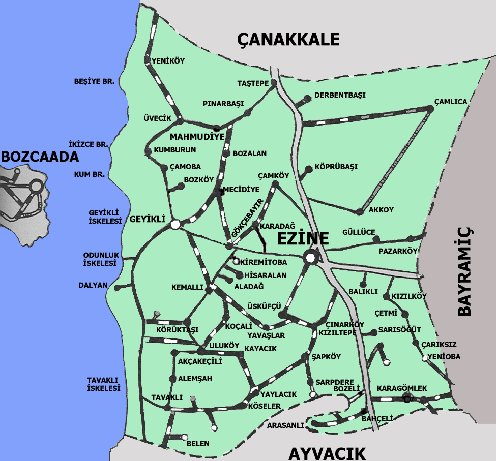 ÇANAKKALE
YENİKÖY
BEŞİYE BR.
TAŞTEPE
DERBENTBAŞI
PINARBAŞI
ÇAMLICA
ÜVECİK
MAHMUDİYE
İKİZCE BR.
KUMBURUN
BOZALAN
BOZCAADA
KUM BR.
ÇAMOBA
KÖPRÜBAŞI
BOZKÖY
MECİDİYE
ÇAMKÖY
GEYİKLİ
İSKELESİ
GEYİKLİ
GÖKÇEBAYIR
KARADAĞ
AKKOY
GÜLLÜCE
EZİNE
PAZARKÖY
ODUNLUK
İSKELESİ
KİREMİTOBA
HİSARALAN
ALADAĞ
DALYAN
KEMALLI
BALIKLI
KIZILKÖY
BAYRAMİÇ
ÜSKÜFÇÜ
ÇETMİ
KÖRÜKTAŞI
KOÇALİ
YAVAŞLAR
ÇINARKÖY
KIZILTEPE
SARISÖĞÜT
ULUKÖY
KAYACIK
ÇARIKSIZ
AKÇAKEÇİLİ
ŞAPKÖY
YENİOBA
ALEMŞAH
TAVAKLI
İSKELESİ
SARPDERE
BOZELİ
KARAGÖMLEK
TAVAKLI
YAYLACIK
KÖSELER
BAHÇELİ
ARASANLI
BELEN
AYVACIK